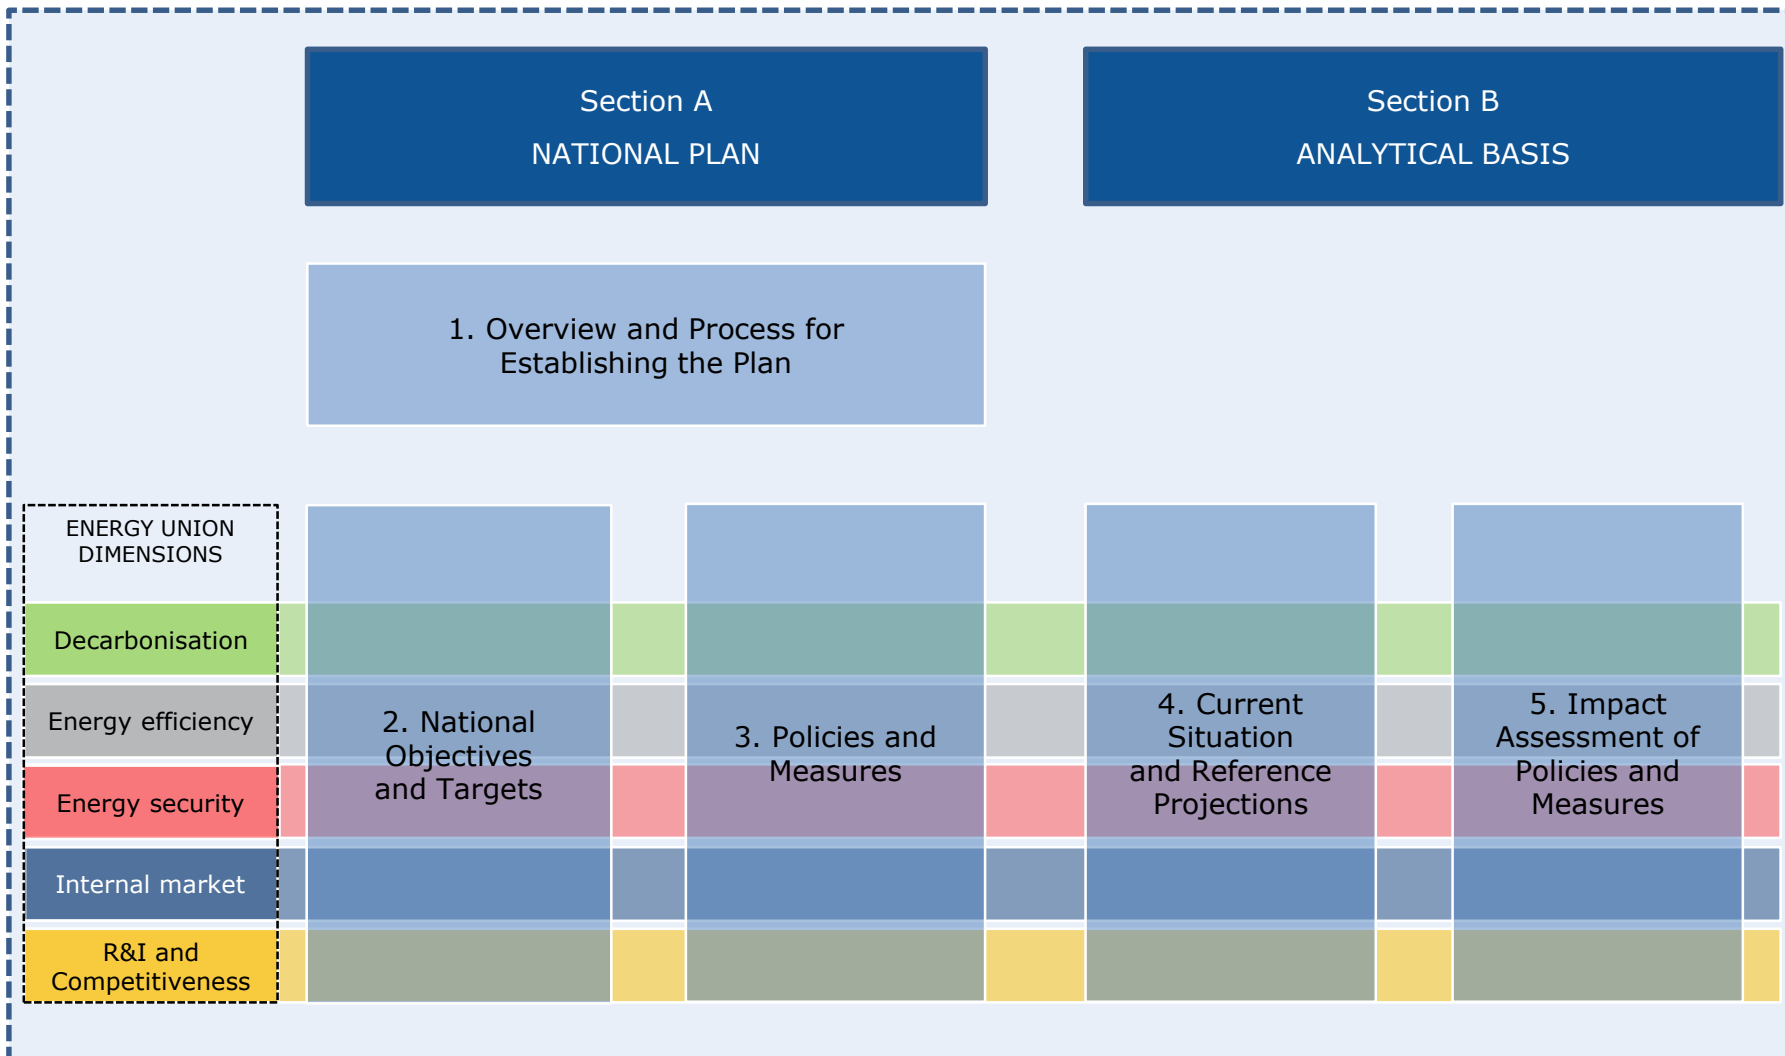 Section A
NATIONAL PLAN
Section B
ANALYTICAL BASIS
1. Overview and Process for
Establishing the Plan
ENERGY UNION
DIMENSIONS
Decarbonisation
Energy efficiency
Energy security
Internal market
R&I and
Competitiveness
2. National
Objectives
and Targets
3. Policies and
Measures
4. Current
Situation
and Reference
Projections
5. Impact
Assessment of
Policies and
Measures